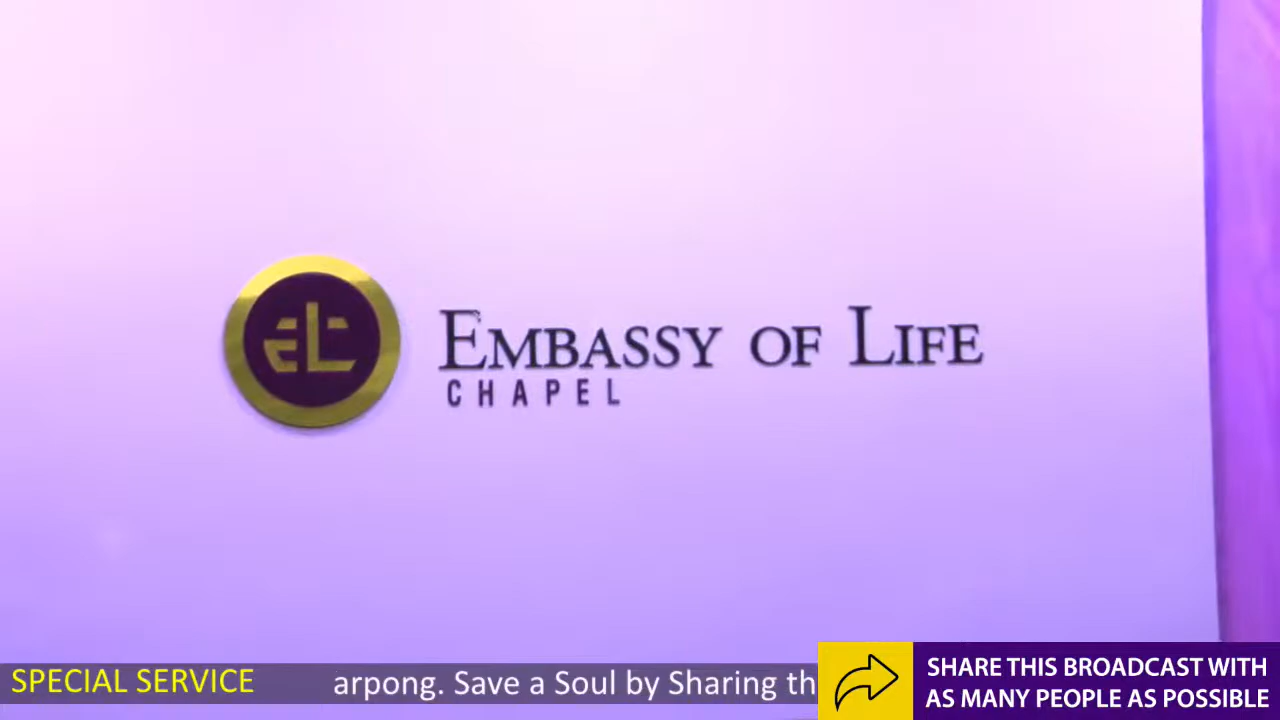 EL
EMBASSY OF LIFE
CHAPEL
SPECIAL SERVICE
arpong. Save a Soul by Sharing th
SHARE THIS BROADCAST WITH
AS MANY PEOPLE AS POSSIBLE